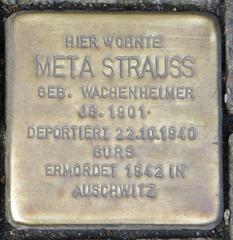 HIER WOHNTE
META STRAUSS
GEB. WACHENHEIMER
JG. 1901
DEPORTIERT 22.10.1940
GURS
ERMORDET 1942 IN
AUSCHWITZ